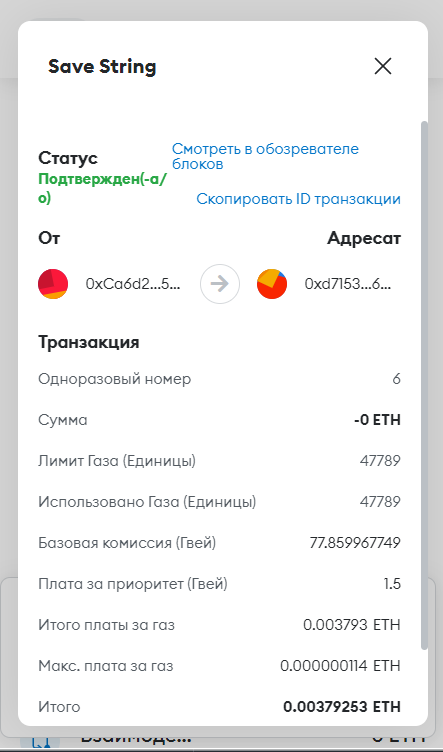 Save String
Статус
Смотреть в обозревателе
блоков
Подтвержден(-а/
о)
Скопировать ID транзакции
От
Адресат
0xCa6d2...5...
0xd7153...6...
Транзакция
Одноразовый номер 6
Сумма -0 ETH
Лимит Газа (Единицы) 47789
Использовано Газа (Единицы) 47789
Базовая комиссия (Гвей) 77.859967749
Плата за приоритет (Гвей) 1.5
Итого платы за газ 0.003793 ETH
Макс. плата за газ 0.000000114 ETH
Итого 0.00379253 ETH